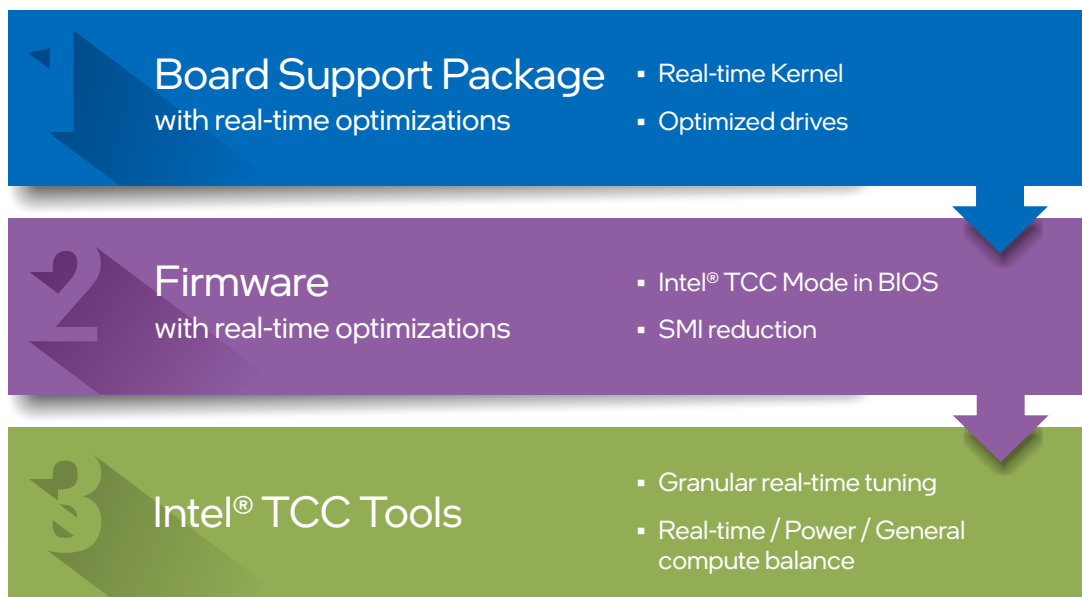 1
Board Support Package
with real-time optimizations
▪ Real-time Kernel
▪ Optimized drives
2
Firmware
with real-time optimizations
▪ Intel® TCC Mode in BIOS
▪ SMI reduction
3
Intel® TCC Tools
▪ Granular real-time tuning
▪ Real-time / Power / General
compute balance